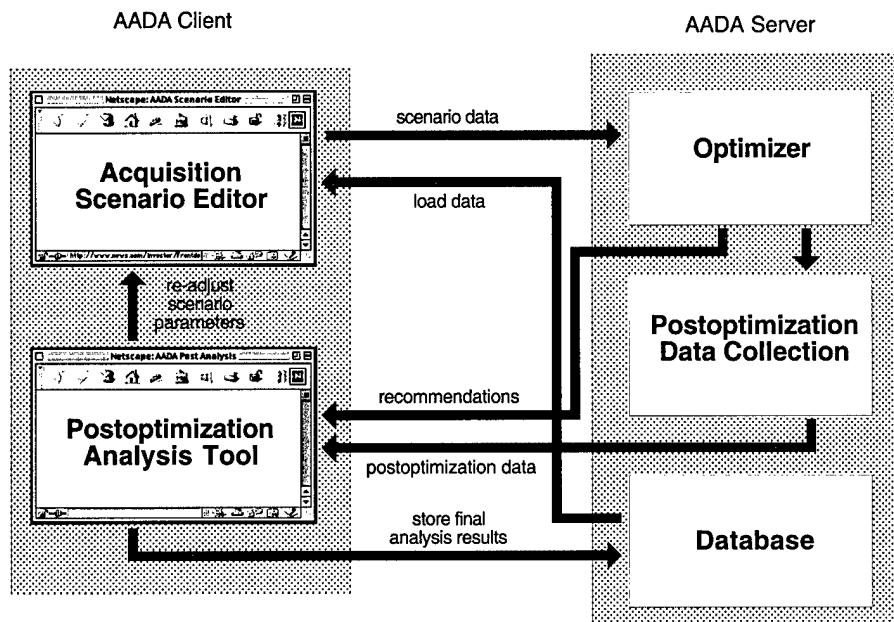 AADA Client
AADA Server
Netscape: AADA Scenario Editor
Acquisition
Scenario Editor
scenario data
load data
Optimizer
re-adjust
scenario
parameters
Postoptimization
Data Collection
Netscape: AADA Post Analysis
Postoptimization
Analysis Tool
recommendations
postoptimization data
store final
analysis results
Database